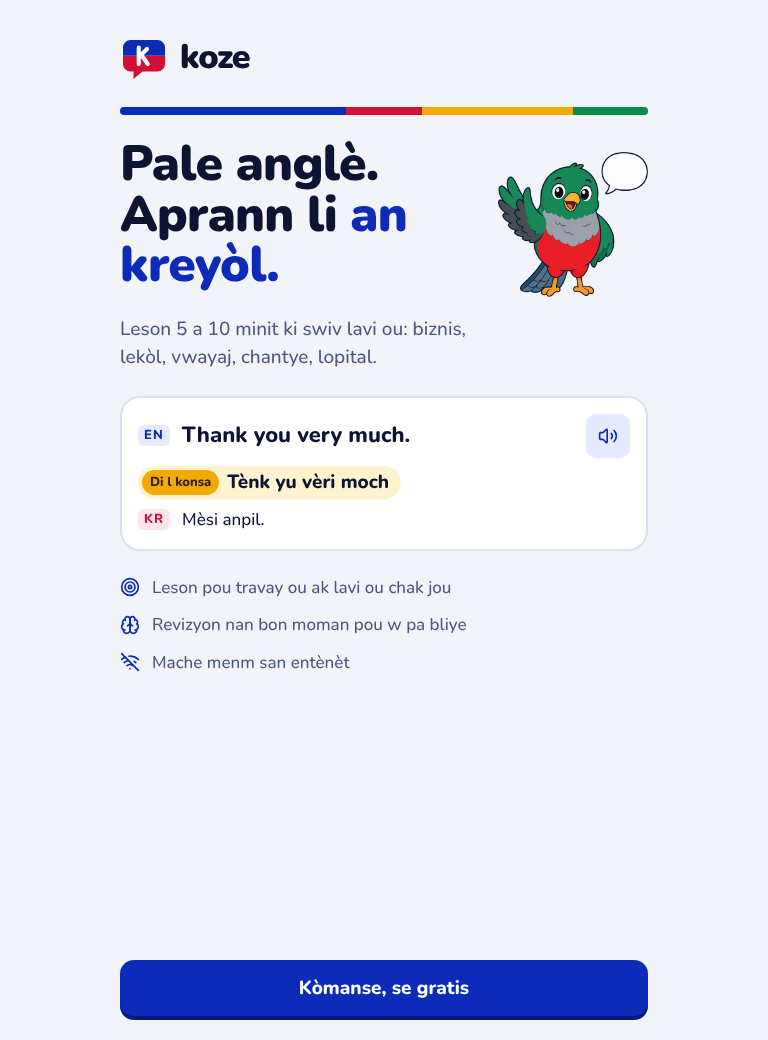 K koze
Pale anglè.
Aprann li an
kreyòl.
Leson 5 a 10 minit ki swiv lavi ou: biznis,
lekòl, vwayaj, chantye, lopital.
EN Thank you very much.
Di l konsa Tènk yu vèri moch
KR Mèsi anpil.
Leson pou travay ou ak lavi ou chak jou
Revizyon nan bon moman pou w pa bliye
Mache menm san entènèt
Kòmanse, se gratis